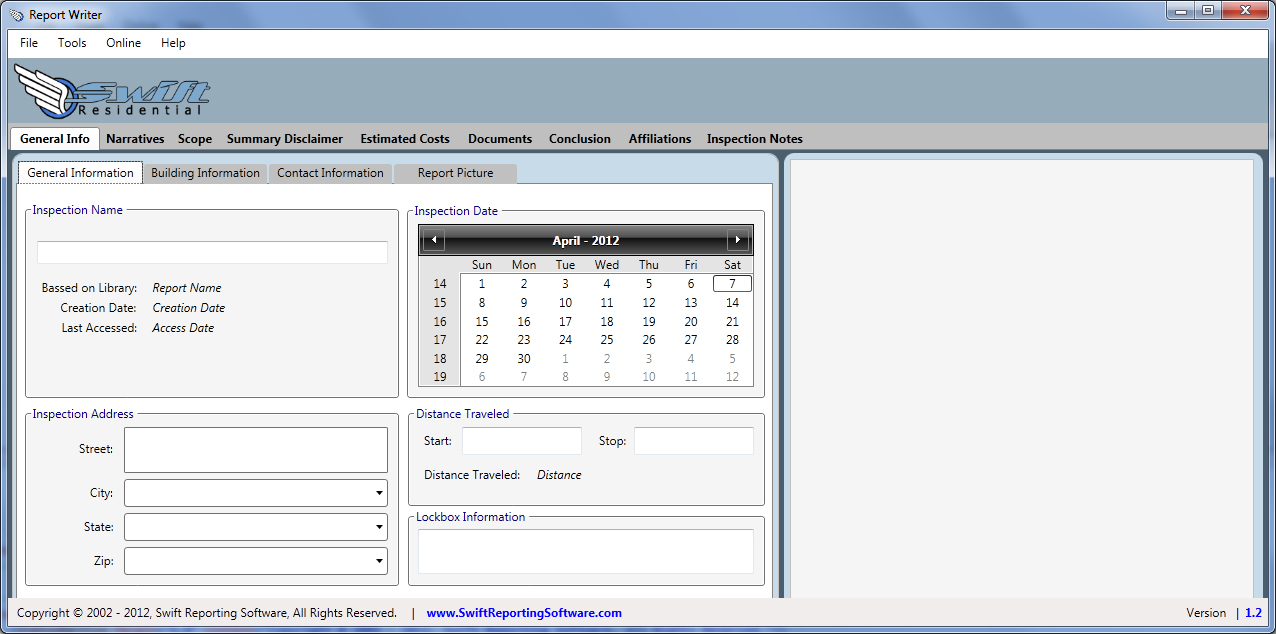 Report Writer
File Tools Online Help
Swift
Residential
General Info Narratives Scope Summary Disclaimer Estimated Costs Documents Conclusion Affiliations Inspection Notes
General Information Building Information Contact Information Report Picture
Inspection Name
Bassed on Library: Report Name
Creation Date: Creation Date
Last Accessed: Access Date
Inspection Date
April - 2012
Sun Mon Tue Wed Thu Fri Sat
14 1 2 3 4 5 6 7
15 8 9 10 11 12 13 14
16 15 16 17 18 19 20 21
17 22 23 24 25 26 27 28
18 29 30 1 2 3 4 5
19 6 7 8 9 10 11 12
Inspection Address
Street:
City:
State:
Zip:
Distance Traveled
Start: Stop:
Distance Traveled: Distance
Lockbox Information
Copyright © 2002 - 2012, Swift Reporting Software, All Rights Reserved. | www.SwiftReportingSoftware.com Version | 1.2